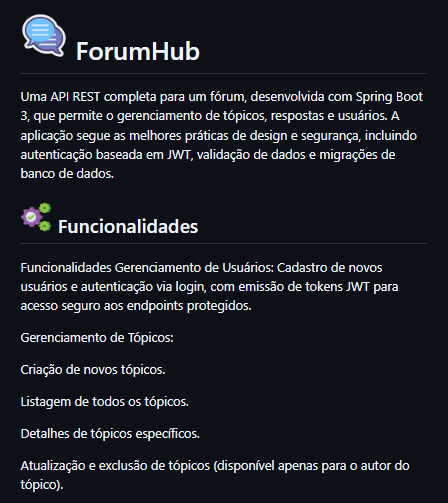 ForumHub
Uma API REST completa para um fórum, desenvolvida com Spring Boot
3, que permite o gerenciamento de tópicos, respostas e usuários. A
aplicação segue as melhores práticas de design e segurança, incluindo
autenticação baseada em JWT, validação de dados e migrações de
banco de dados.
Funcionalidades
Funcionalidades Gerenciamento de Usuários: Cadastro de novos
usuários e autenticação via login, com emissão de tokens JWT para
acesso seguro aos endpoints protegidos.
Gerenciamento de Tópicos:
Criação de novos tópicos.
Listagem de todos os tópicos.
Detalhes de tópicos específicos.
Atualização e exclusão de tópicos (disponível apenas para o autor do
tópico).